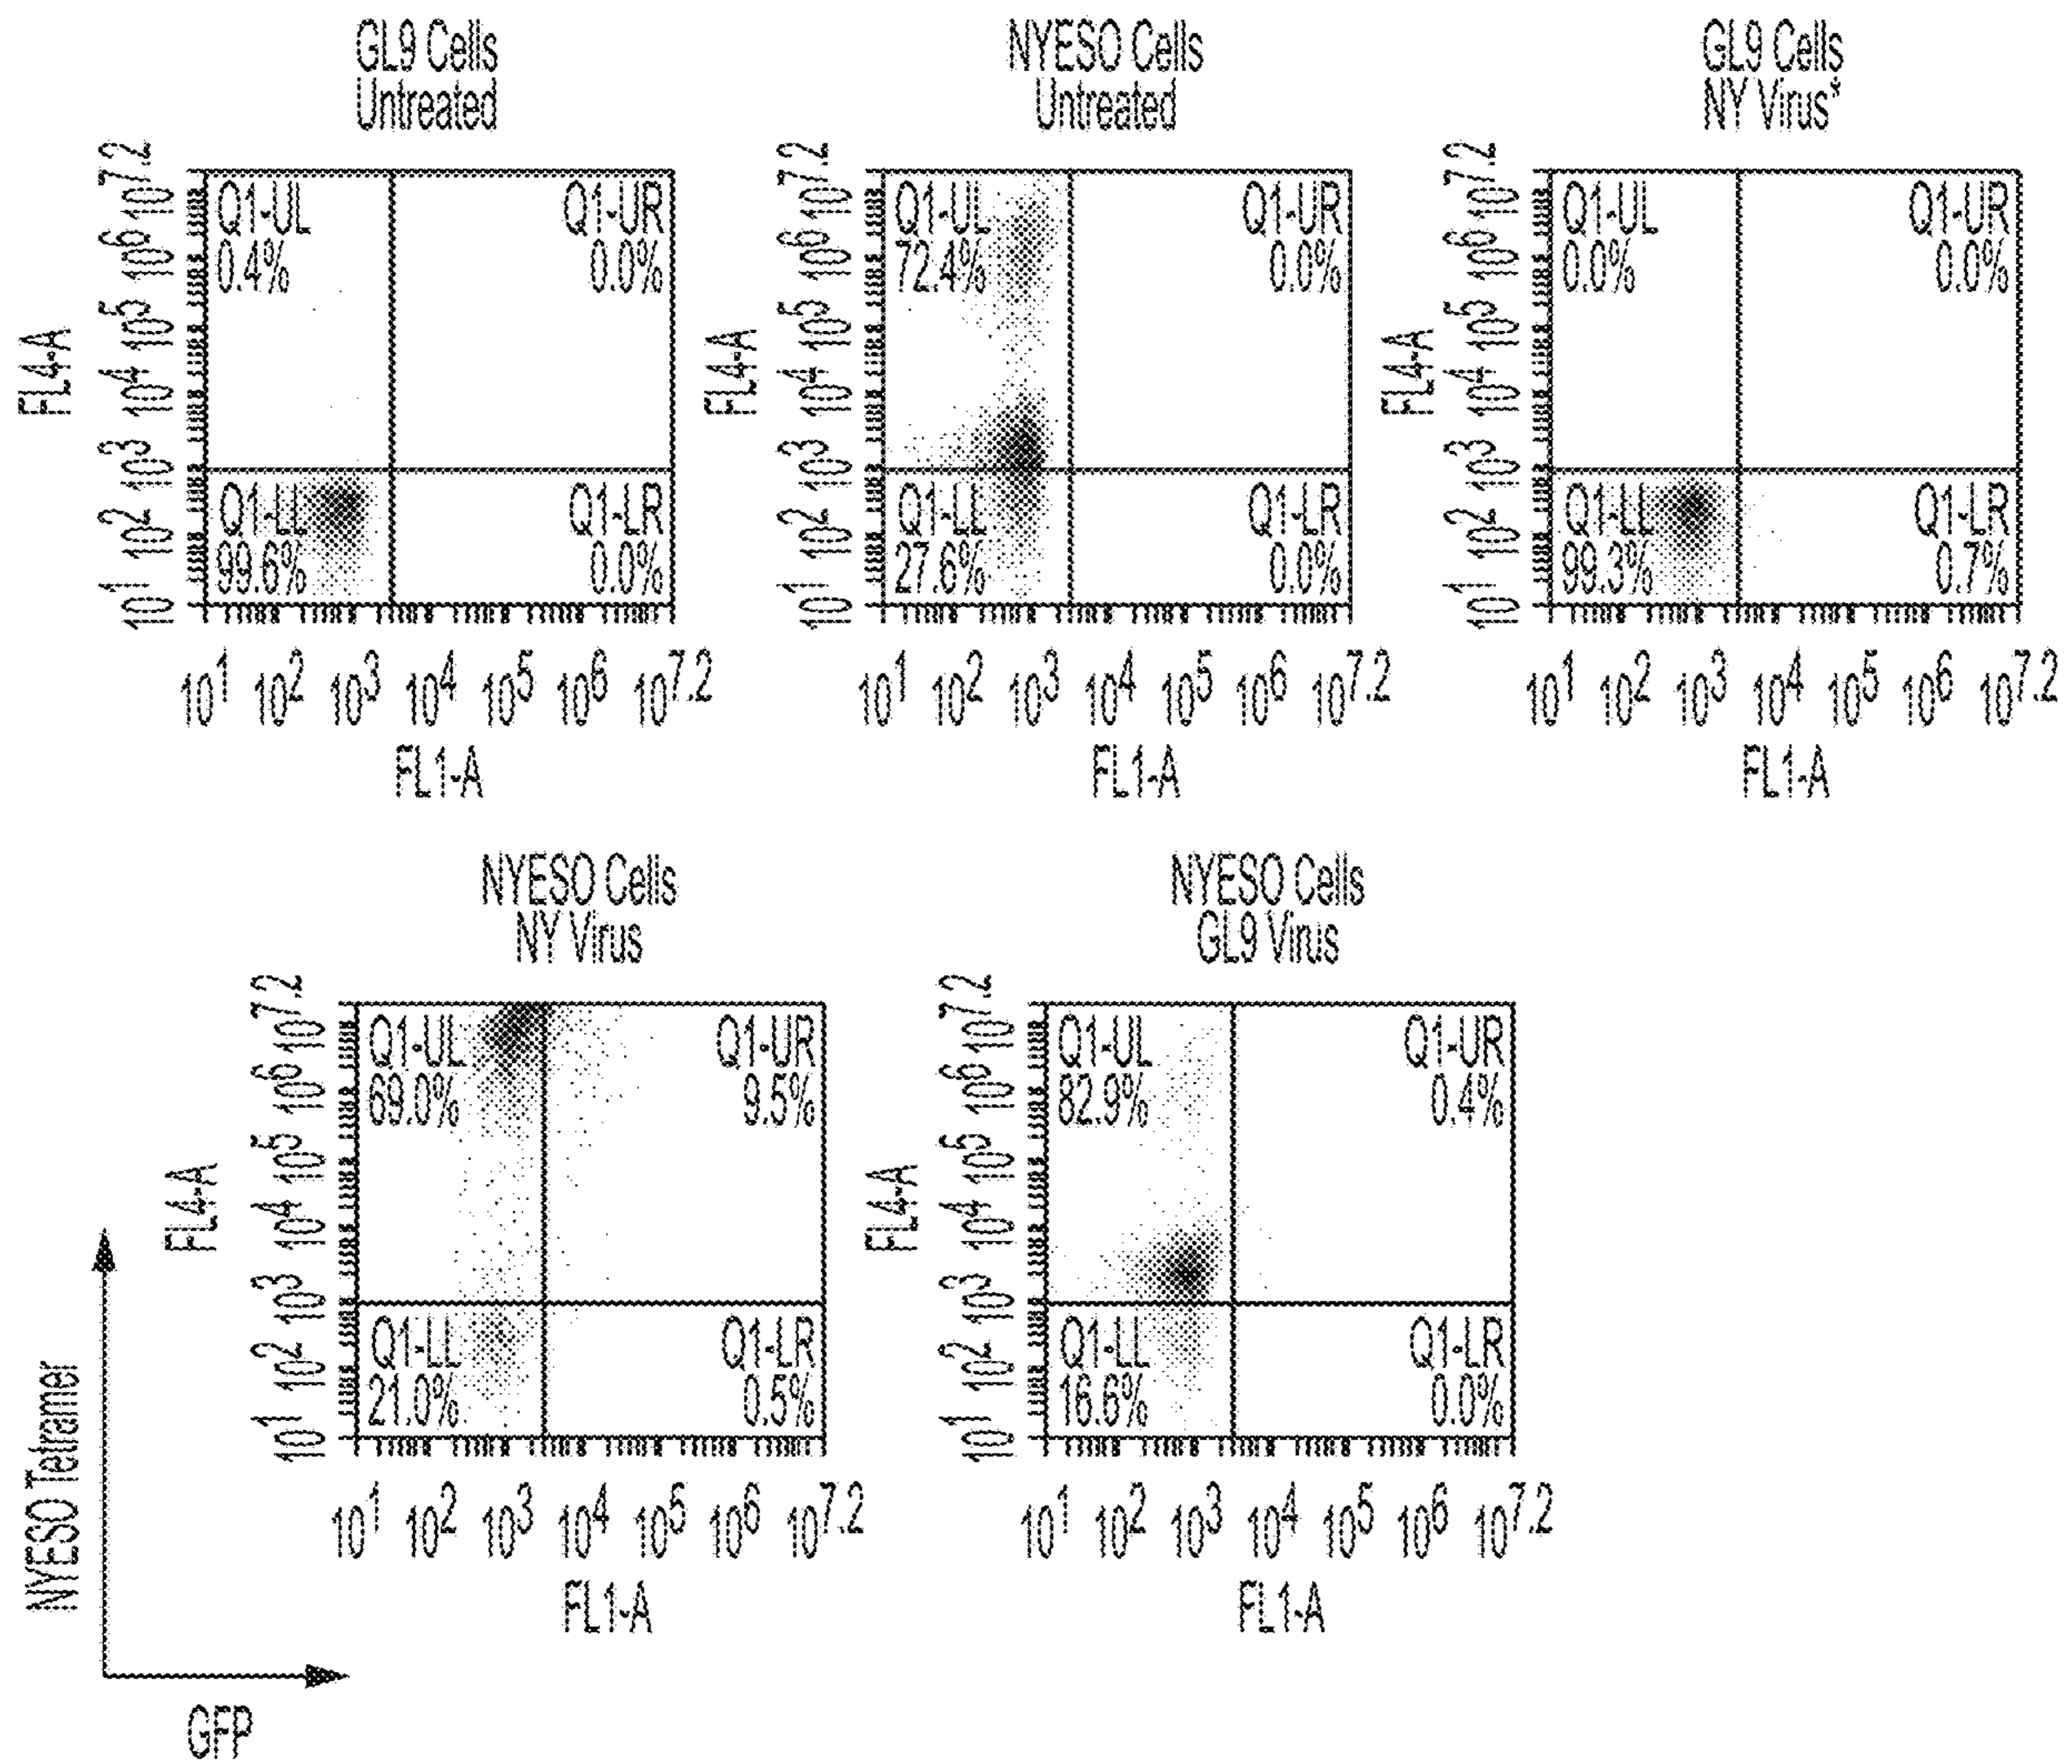 GL9 Cells
Untreated
FL4-A
10^1 10^2 10^3 10^4 10^5 10^6 10^7.2
Q1-UL
0.4%
Q1-UR
0.0%
Q1-LL
99.6%
Q1-LR
0.0%
10^1 10^2 10^3 10^4 10^5 10^6 10^7.2
FL1-A
NYESO Cells
Untreated
FL4-A
10^1 10^2 10^3 10^4 10^5 10^6 10^7.2
Q1-UL
72.4%
Q1-UR
0.0%
Q1-LL
27.6%
Q1-LR
0.0%
10^1 10^2 10^3 10^4 10^5 10^6 10^7.2
FL1-A
GL9 Cells
NY Virus*
FL4-A
10^1 10^2 10^3 10^4 10^5 10^6 10^7.2
Q1-UL
0.0%
Q1-UR
0.0%
Q1-LL
99.3%
Q1-LR
0.7%
10^1 10^2 10^3 10^4 10^5 10^6 10^7.2
FL1-A
NYESO Cells
NY Virus
FL4-A
10^1 10^2 10^3 10^4 10^5 10^6 10^7.2
Q1-UL
69.0%
Q1-UR
9.5%
Q1-LL
21.0%
Q1-LR
0.5%
10^1 10^2 10^3 10^4 10^5 10^6 10^7.2
FL1-A
NYESO Cells
GL9 Virus
FL4-A
10^1 10^2 10^3 10^4 10^5 10^6 10^7.2
Q1-UL
82.9%
Q1-UR
0.4%
Q1-LL
16.6%
Q1-LR
0.0%
10^1 10^2 10^3 10^4 10^5 10^6 10^7.2
FL1-A
NYESO Tetramer
GFP